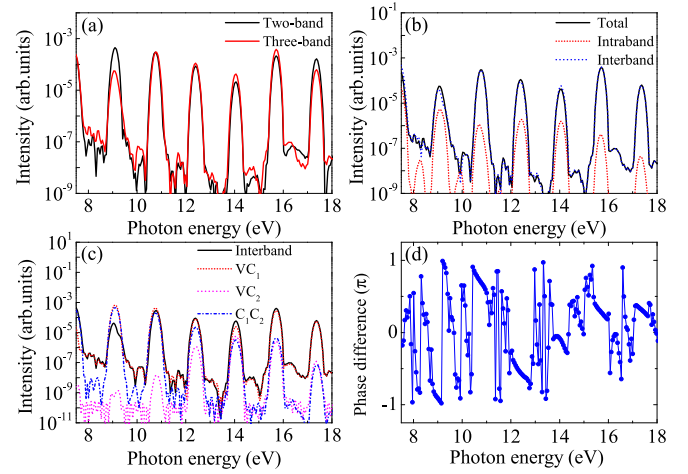 (a)
Two-band
Three-band
10⁻¹
10⁻³
10⁻⁵
10⁻⁷
10⁻⁹
Intensity (arb.units)
8 10 12 14 16 18
Photon energy (eV)
(b)
Total
Intraband
Interband
10⁻¹
10⁻³
10⁻⁵
10⁻⁷
10⁻⁹
Intensity (arb.units)
8 10 12 14 16 18
Photon energy (eV)
(c)
Interband
VC₁
VC₂
C₁C₂
10¹
10⁻¹
10⁻³
10⁻⁵
10⁻⁷
10⁻⁹
10⁻¹¹
Intensity (arb.units)
8 10 12 14 16 18
Photon energy (eV)
(d)
1
0
-1
Phase difference (π)
8 10 12 14 16 18
Photon energy (eV)